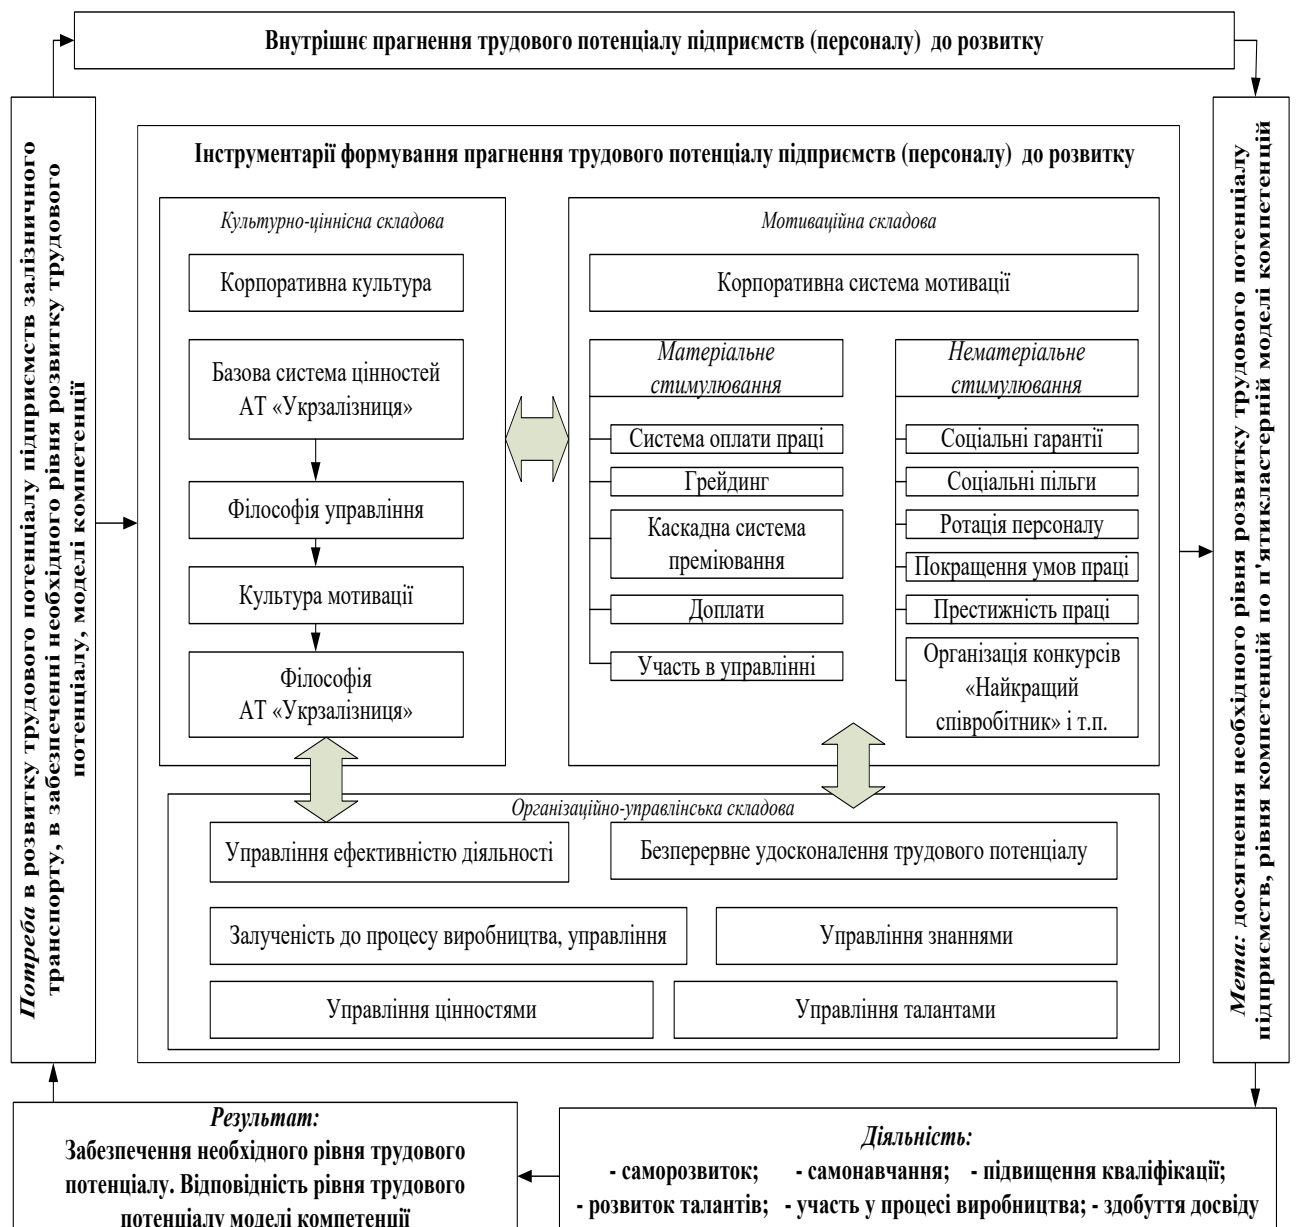 Внутрішнє прагнення трудового потенціалу підприємств (персоналу) до розвитку
Потреба в розвитку трудового потенціалу підприємств залізничного
транспорту, в забезпеченні необхідного рівня розвитку трудового
потенціалу, моделі компетенції
Інструментарії формування прагнення трудового потенціалу підприємств (персоналу) до розвитку
Культурно-ціннісна складова
Корпоративна культура
Базова система цінностей
АТ «Укрзалізниця»
Філософія управління
Культура мотивації
Філософія
АТ «Укрзалізниця»
Мотиваційна складова
Корпоративна система мотивації
Матеріальне
стимулювання
Система оплати праці
Грейдинг
Каскадна система
преміювання
Доплати
Участь в управлінні
Нематеріальне
стимулювання
Соціальні гарантії
Соціальні пільги
Ротація персоналу
Покращення умов праці
Престижність праці
Організація конкурсів
«Найкращий
співробітник» і т.п.
Організаційно-управлінська складова
Управління ефективністю діяльності
Безперервне удосконалення трудового потенціалу
Залученість до процесу виробництва, управління
Управління знаннями
Управління цінностями
Управління талантами
Мета: досягнення необхідного рівня розвитку трудового потенціалу
підприємств, рівня компетенцій по п'ятикластерній моделі компетенцій
Діяльність:
- саморозвиток; - самонавчання; - підвищення кваліфікації;
- розвиток талантів; - участь у процесі виробництва; - здобуття досвіду
Результат:
Забезпечення необхідного рівня трудового
потенціалу. Відповідність рівня трудового
потенціалу моделі компетенції